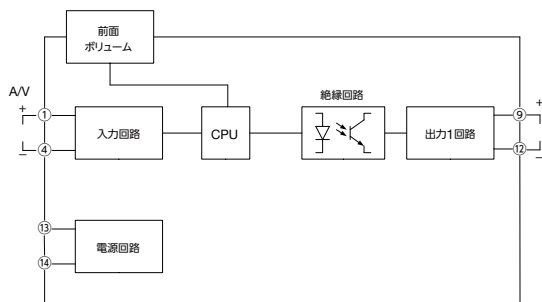 前面
ボリューム
A/V
絶縁回路
+
①
入力回路
CPU
出力1回路
⑨
+
−
④
⑫
−
⑬
電源回路
⑭